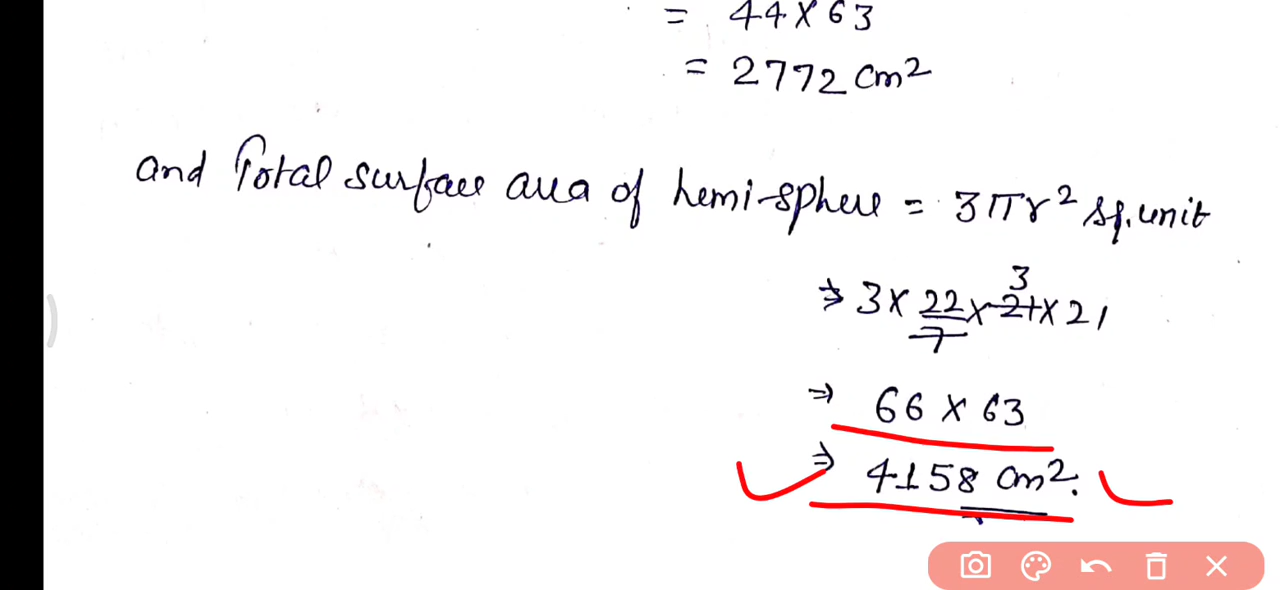 = 44 × 63
= 2772 cm²
and Total surface area of hemi-sphere = 3πr² sq. unit
⇒ 3 × 22/7 × 21 × 21
3
⇒ 66 × 63
⇒ 4158 cm².